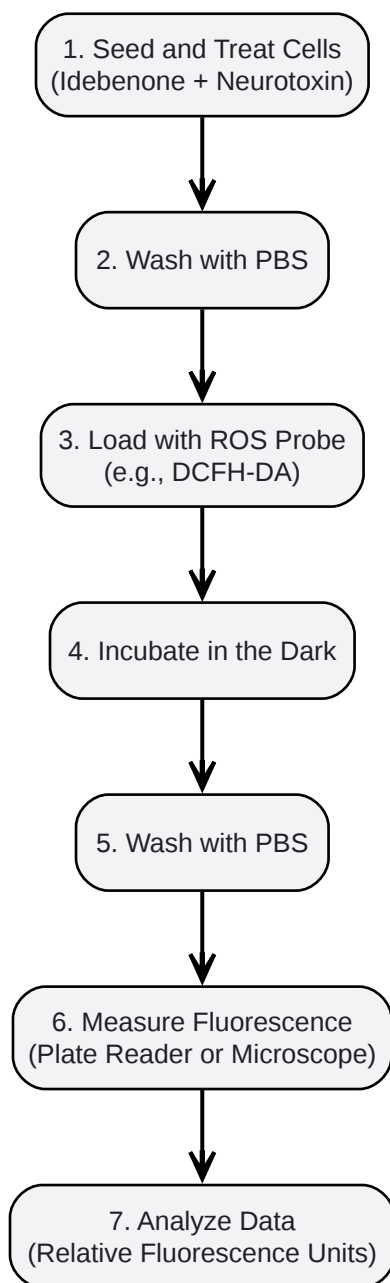 1. Seed and Treat Cells
(Idebenone + Neurotoxin)
2. Wash with PBS
3. Load with ROS Probe
(e.g., DCFH-DA)
4. Incubate in the Dark
5. Wash with PBS
6. Measure Fluorescence
(Plate Reader or Microscope)
7. Analyze Data
(Relative Fluorescence Units)